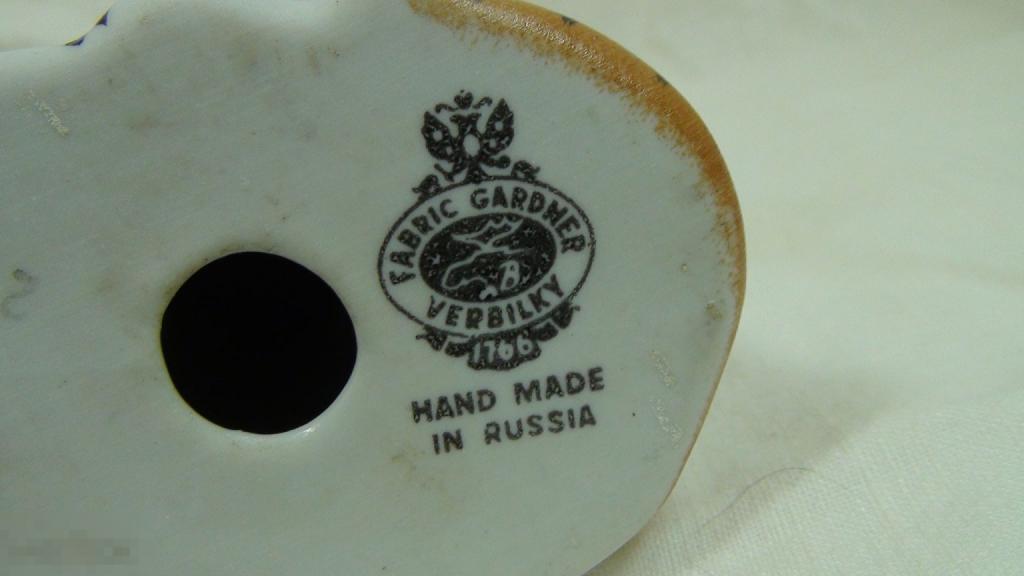 FABRIC GARDNER
VERBILKY
1766
HAND MADE
IN RUSSIA